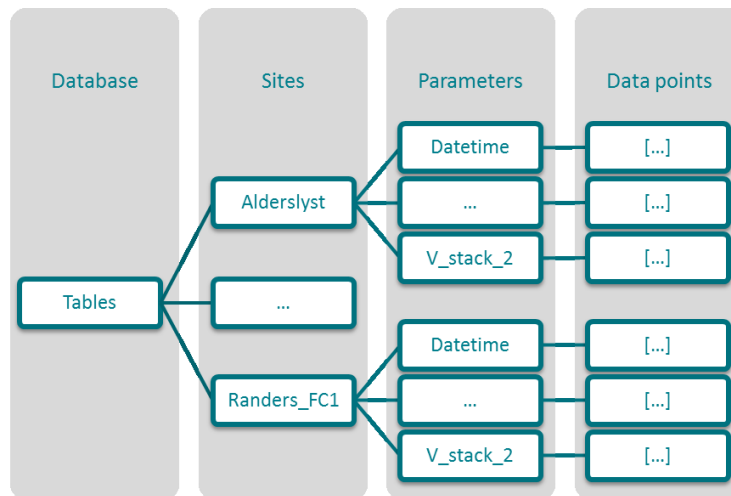 Database
Sites
Parameters
Data points
Datetime
[...]
Alderslyst
...
[...]
V_stack_2
[...]
Tables
...
Datetime
[...]
Randers_FC1
...
[...]
V_stack_2
[...]